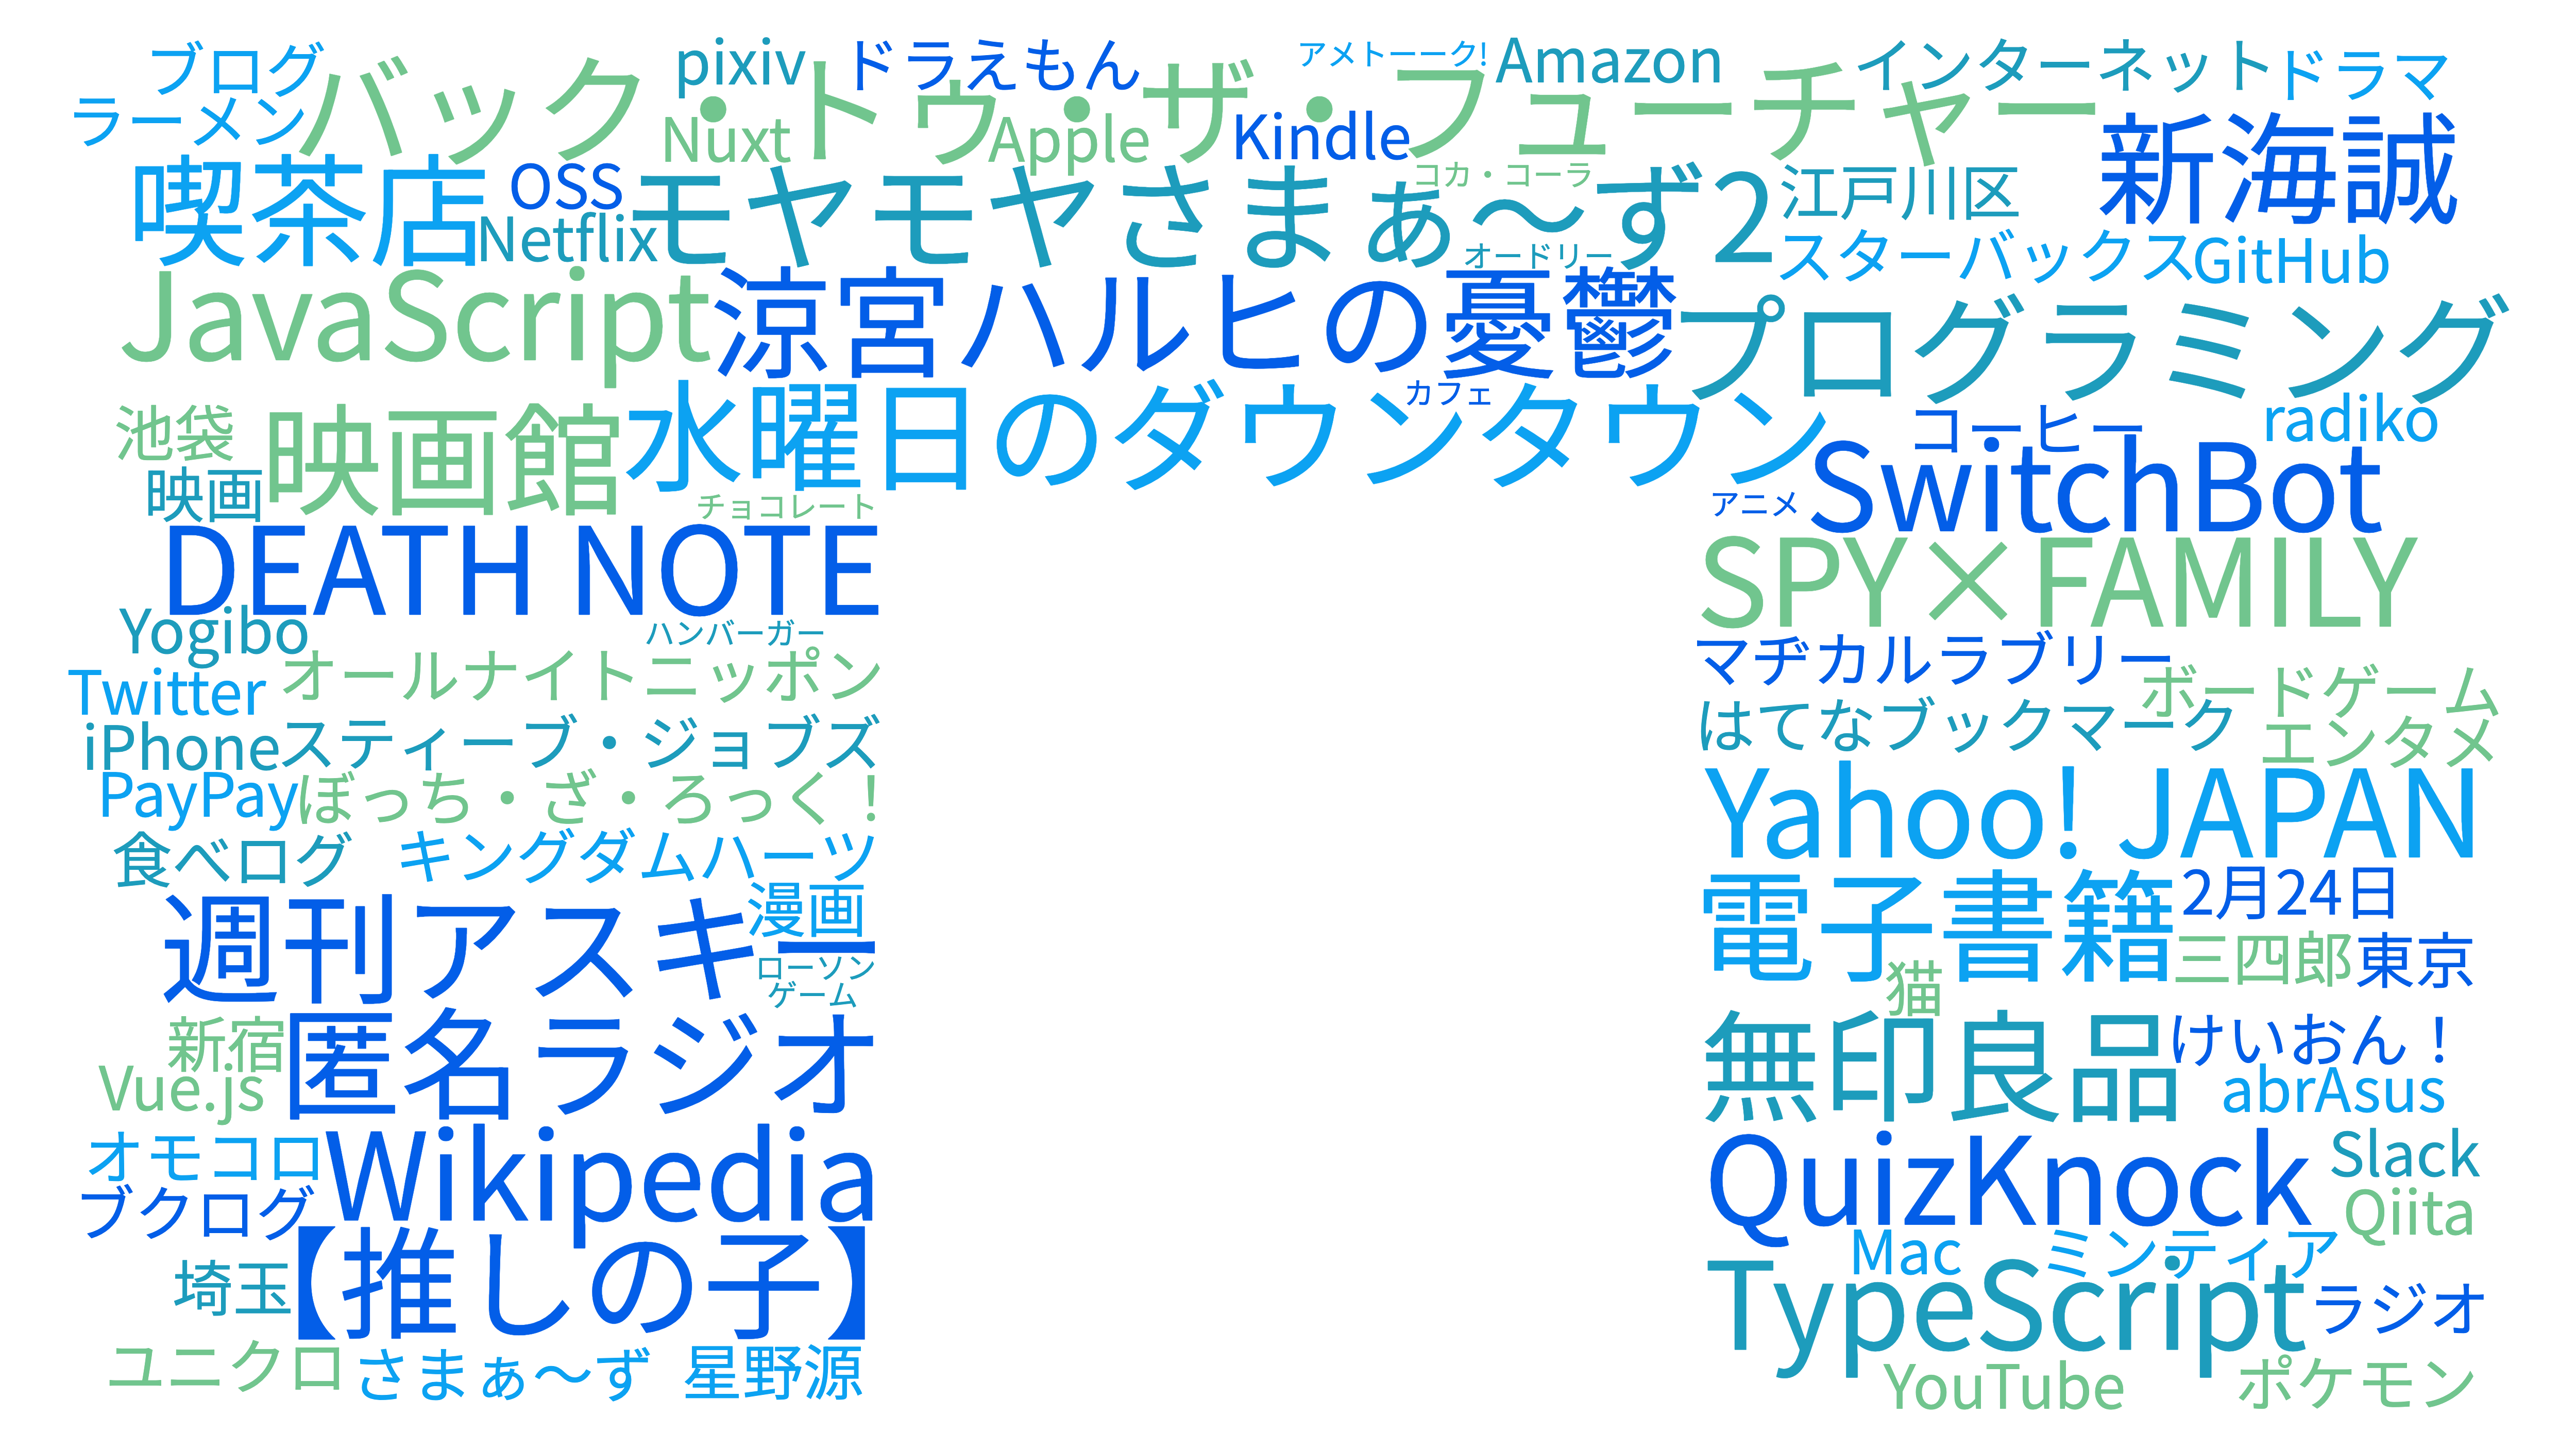 ブログ
pixiv
ドラえもん
アメトーーク!
Amazon
インターネット
ドラマ
ラーメン
バック・トゥ・ザ・フューチャー
Nuxt
Apple
Kindle
新海誠
喫茶店
OSS
Netflix
モヤモヤさまぁ〜ず2
コカ・コーラ
江戸川区
オードリー
スターバックス
GitHub
JavaScript
涼宮ハルヒの憂鬱
プログラミング
池袋
映画館
水曜日のダウンタウン
カフェ
コーヒー
radiko
映画
チョコレート
アニメ
SwitchBot
DEATH NOTE
SPY×FAMILY
Yogibo
ハンバーガー
マヂカルラブリー
Twitter
オールナイトニッポン
ボードゲーム
iPhone
スティーブ・ジョブズ
はてなブックマーク
エンタメ
PayPay
ぼっち・ざ・ろっく！
Yahoo! JAPAN
食べログ
キングダムハーツ
週刊アスキー
漫画
電子書籍
2月24日
ローソン
ゲーム
猫
三四郎
東京
新宿
匿名ラジオ
無印良品
けいおん！
Vue.js
abrAsus
オモコロ
Wikipedia
QuizKnock
Slack
ブクログ
Qiita
埼玉
【推しの子】
Mac
ミンティア
TypeScript
ラジオ
ユニクロ
さまぁ〜ず
星野源
YouTube
ポケモン